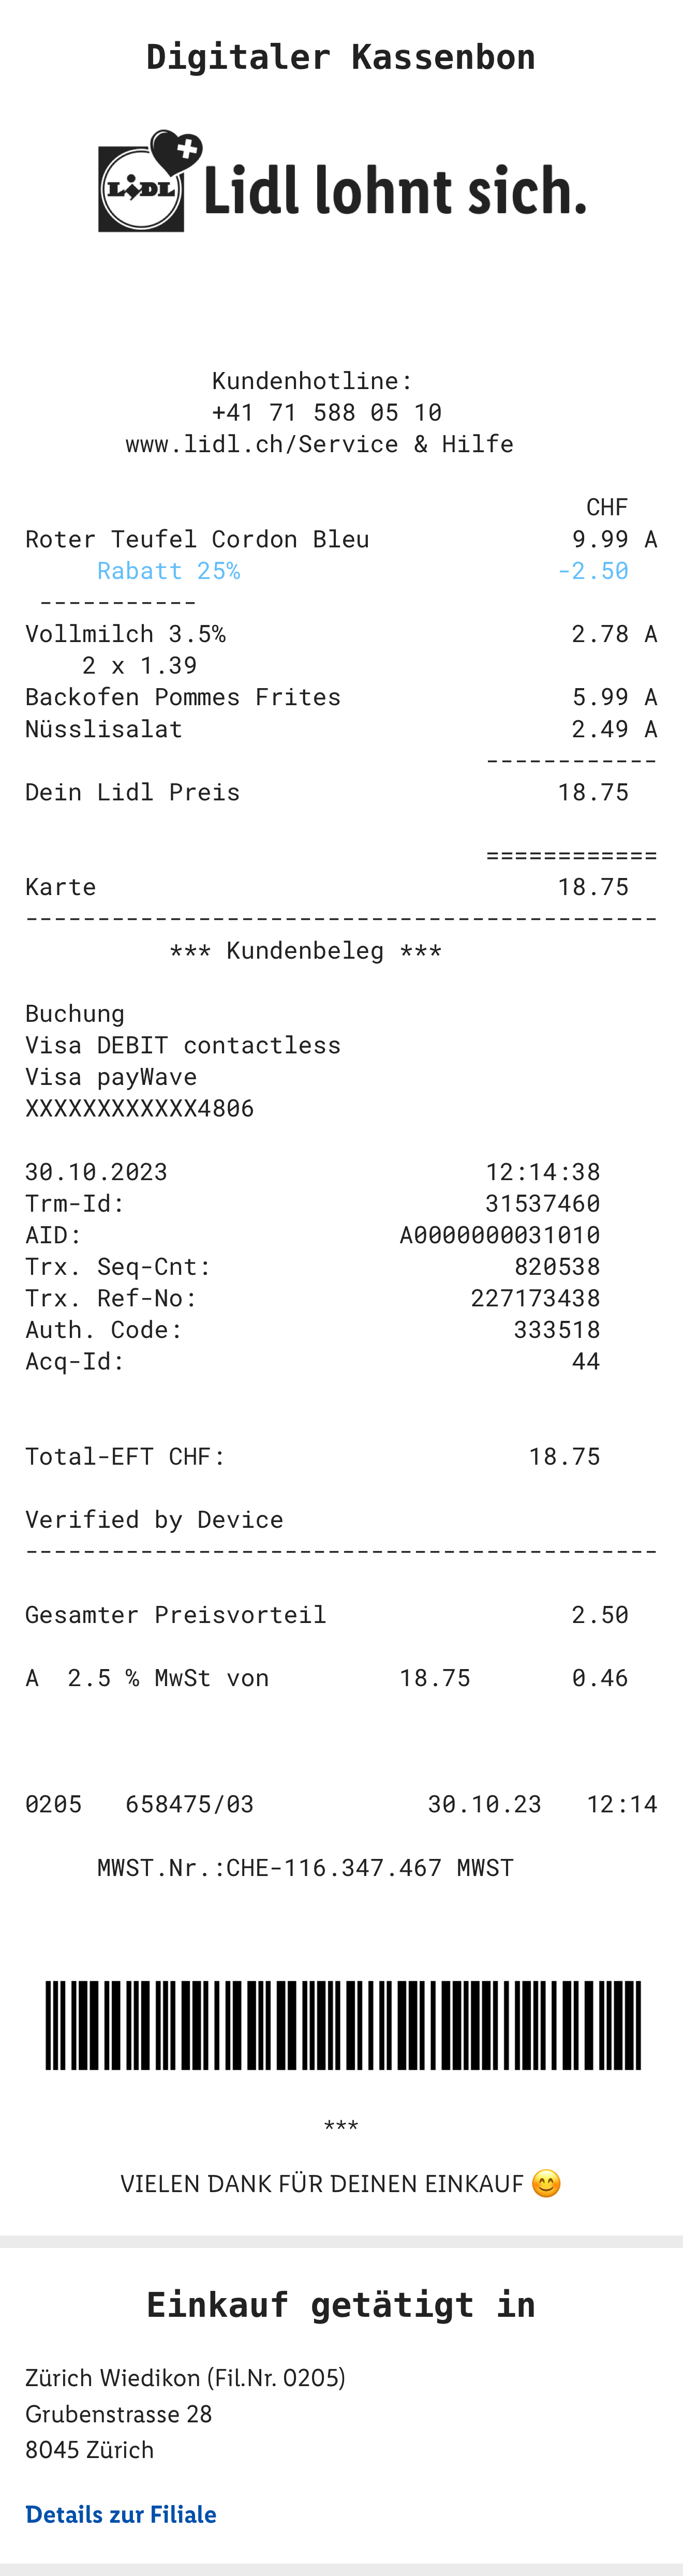 Digitaler Kassenbon
LIDL
Lidl lohnt sich.
Kundenhotline:
+41 71 588 05 10
www.lidl.ch/Service & Hilfe
CHF
Roter Teufel Cordon Bleu 9.99 A
Rabatt 25% -2.50
-----------
Vollmilch 3.5% 2.78 A
2 x 1.39
Backofen Pommes Frites 5.99 A
Nüsslisalat 2.49 A
------------
Dein Lidl Preis 18.75
============
Karte 18.75
--------------------------------------------
*** Kundenbeleg ***
Buchung
Visa DEBIT contactless
Visa payWave
XXXXXXXXXXXX4806
30.10.2023 12:14:38
Trm-Id: 31537460
AID: A0000000031010
Trx. Seq-Cnt: 820538
Trx. Ref-No: 227173438
Auth. Code: 333518
Acq-Id: 44
Total-EFT CHF: 18.75
Verified by Device
--------------------------------------------
Gesamter Preisvorteil 2.50
A 2.5 % MwSt von 18.75 0.46
0205 658475/03 30.10.23 12:14
MWST.Nr.:CHE-116.347.467 MWST
***
VIELEN DANK FÜR DEINEN EINKAUF 😊
Einkauf getätigt in
Zürich Wiedikon (Fil.Nr. 0205)
Grubenstrasse 28
8045 Zürich
Details zur Filiale